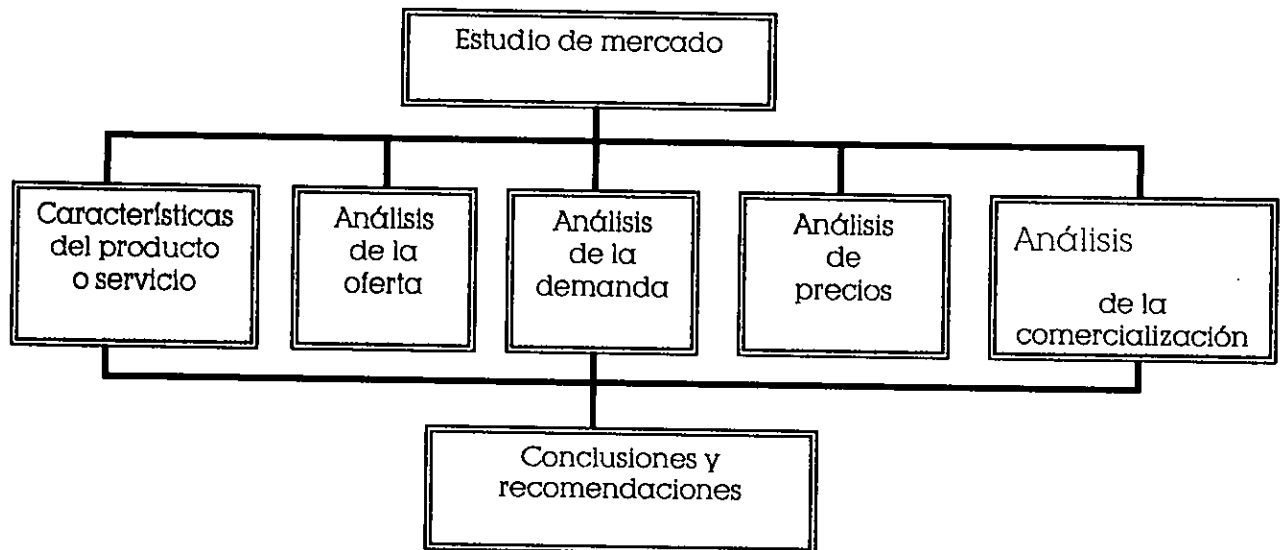 Estudio de mercado
Características
del producto
o servicio
Análisis
de la
oferta
Análisis
de la
demanda
Análisis
de
precios
Análisis
de la
comercialización
Conclusiones y
recomendaciones